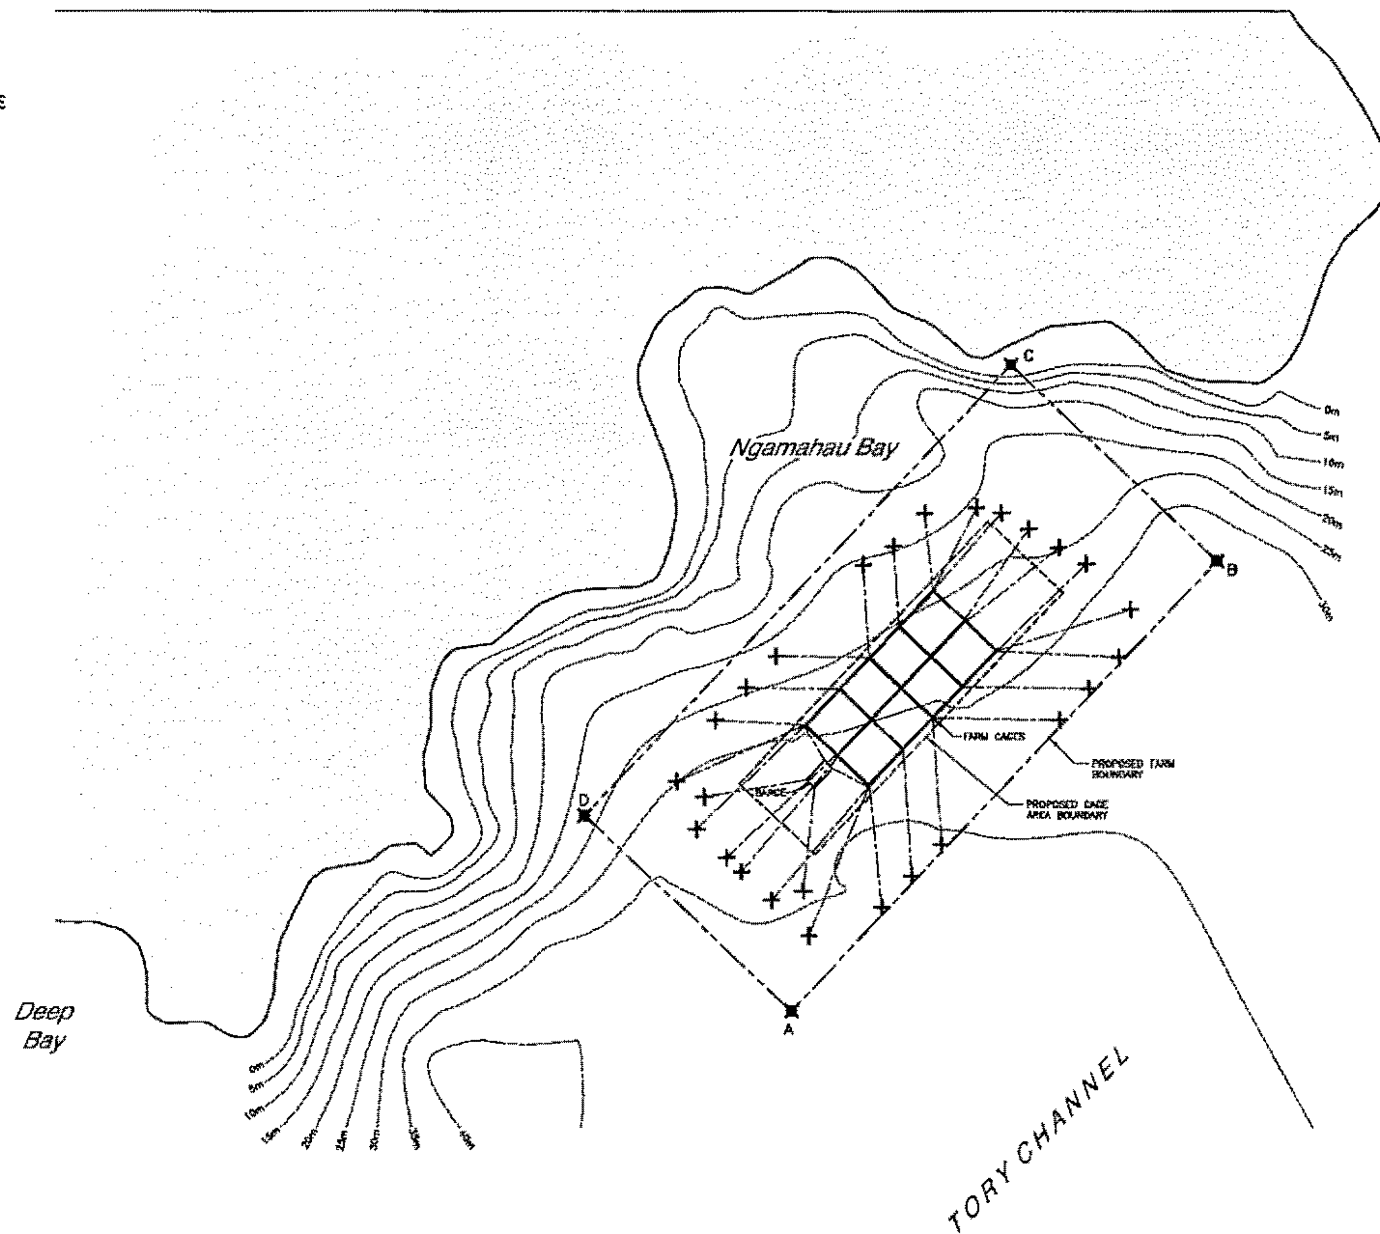 C
0m
5m
Ngamahau Bay
10m
15m
20m
25m
B
30m
FARM CAGES
PROPOSED FARM
BOUNDARY
BARGE
PROPOSED CAGE
AREA BOUNDARY
D
Deep
Bay
A
0m
5m
10m
15m
20m
25m
30m
35m
40m
TORY CHANNEL